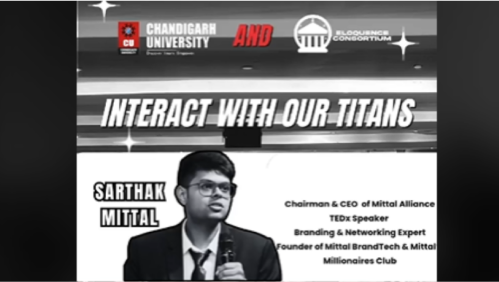 CHANDIGARH
UNIVERSITY
CU
AND
ELOQUENCE
CONSORTIUM
INTERACT WITH OUR TITANS
SARTHAK
MITTAL
Chairman & CEO of Mittal Alliance
TEDx Speaker
Branding & Networking Expert
Founder of Mittal BrandTech & Mittal
Millionaires Club